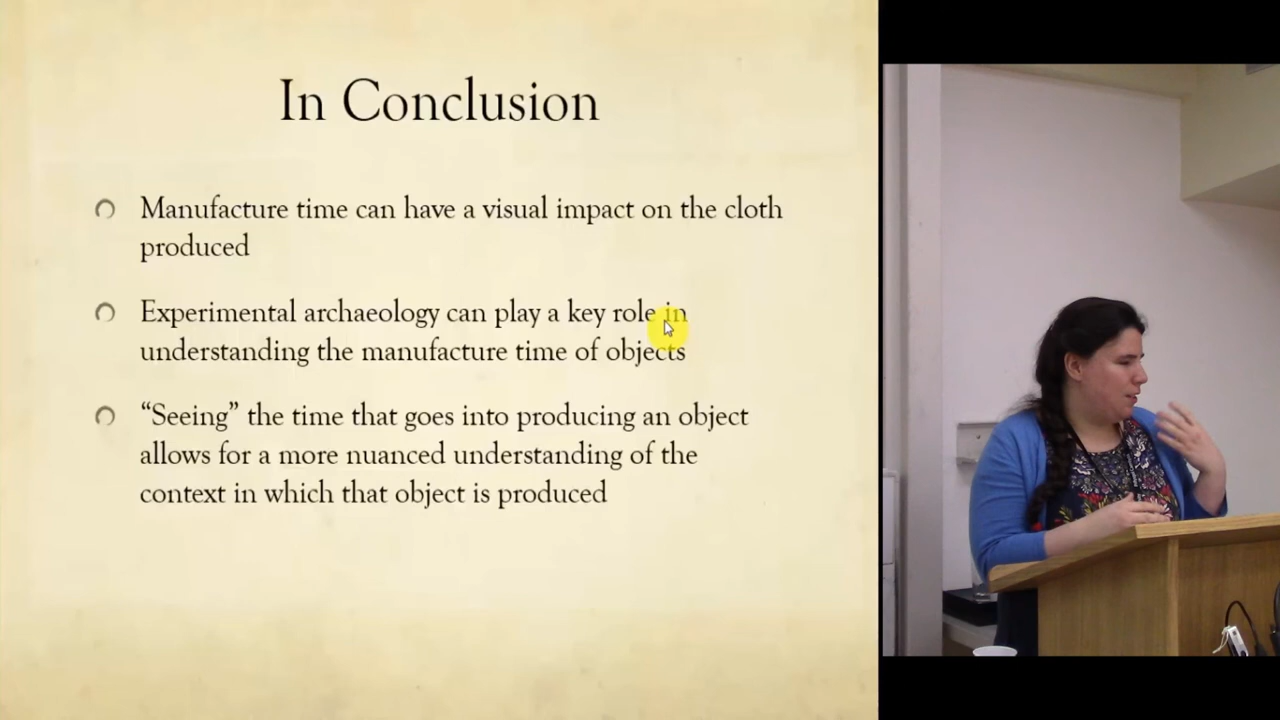 In Conclusion
Manufacture time can have a visual impact on the cloth
produced
Experimental archaeology can play a key role in
understanding the manufacture time of objects
“Seeing” the time that goes into producing an object
allows for a more nuanced understanding of the
context in which that object is produced